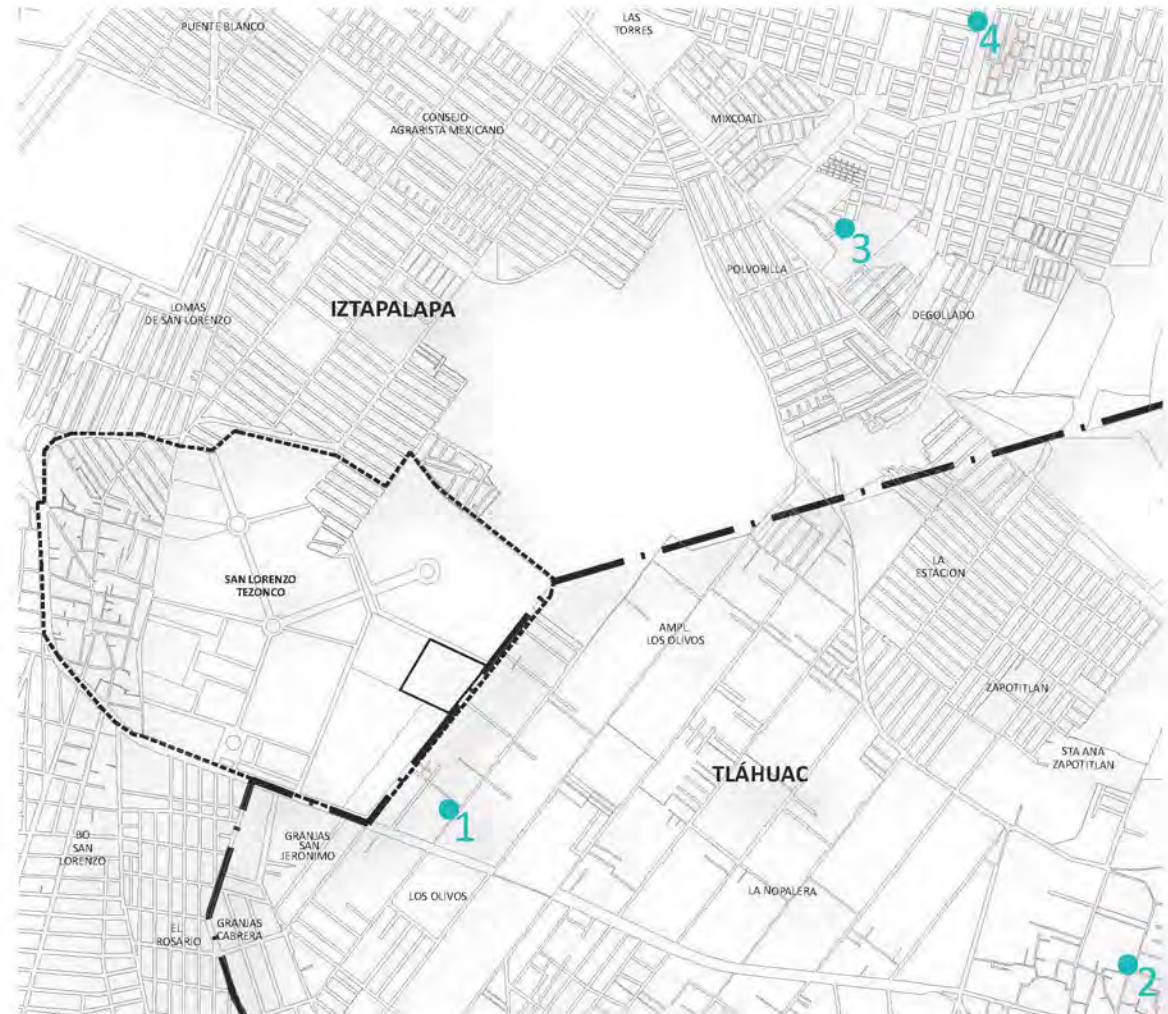 PUENTE BLANCO
LAS
TORRES
4
CONSEJO
AGRARISTA MEXICANO
MIXCOATL
3
POLVORILLA
LOMAS
DE SAN LORENZO
IZTAPALAPA
DEGOLLADO
SAN LORENZO
TEZONCO
LA
ESTACION
AMPL.
LOS OLIVOS
ZAPOTITLAN
STA ANA
ZAPOTITLAN
TLÁHUAC
1
BO
SAN
LORENZO
GRANJAS
SAN
JERONIMO
LOS OLIVOS
LA NOPALERA
EL
ROSARIO
GRANJAS
CABRERA
2